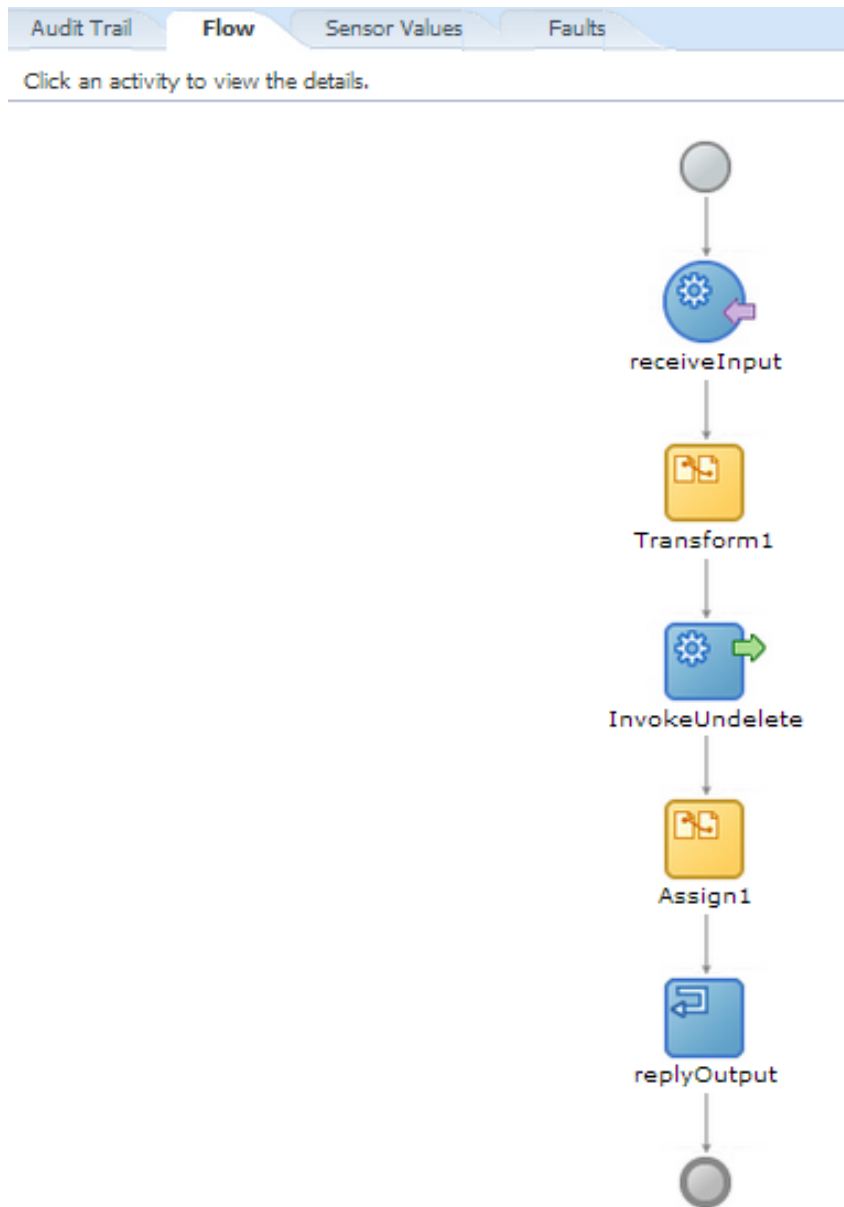 Audit Trail Flow Sensor Values Faults
Click an activity to view the details.
receiveInput
Transform1
InvokeUndelete
Assign1
replyOutput